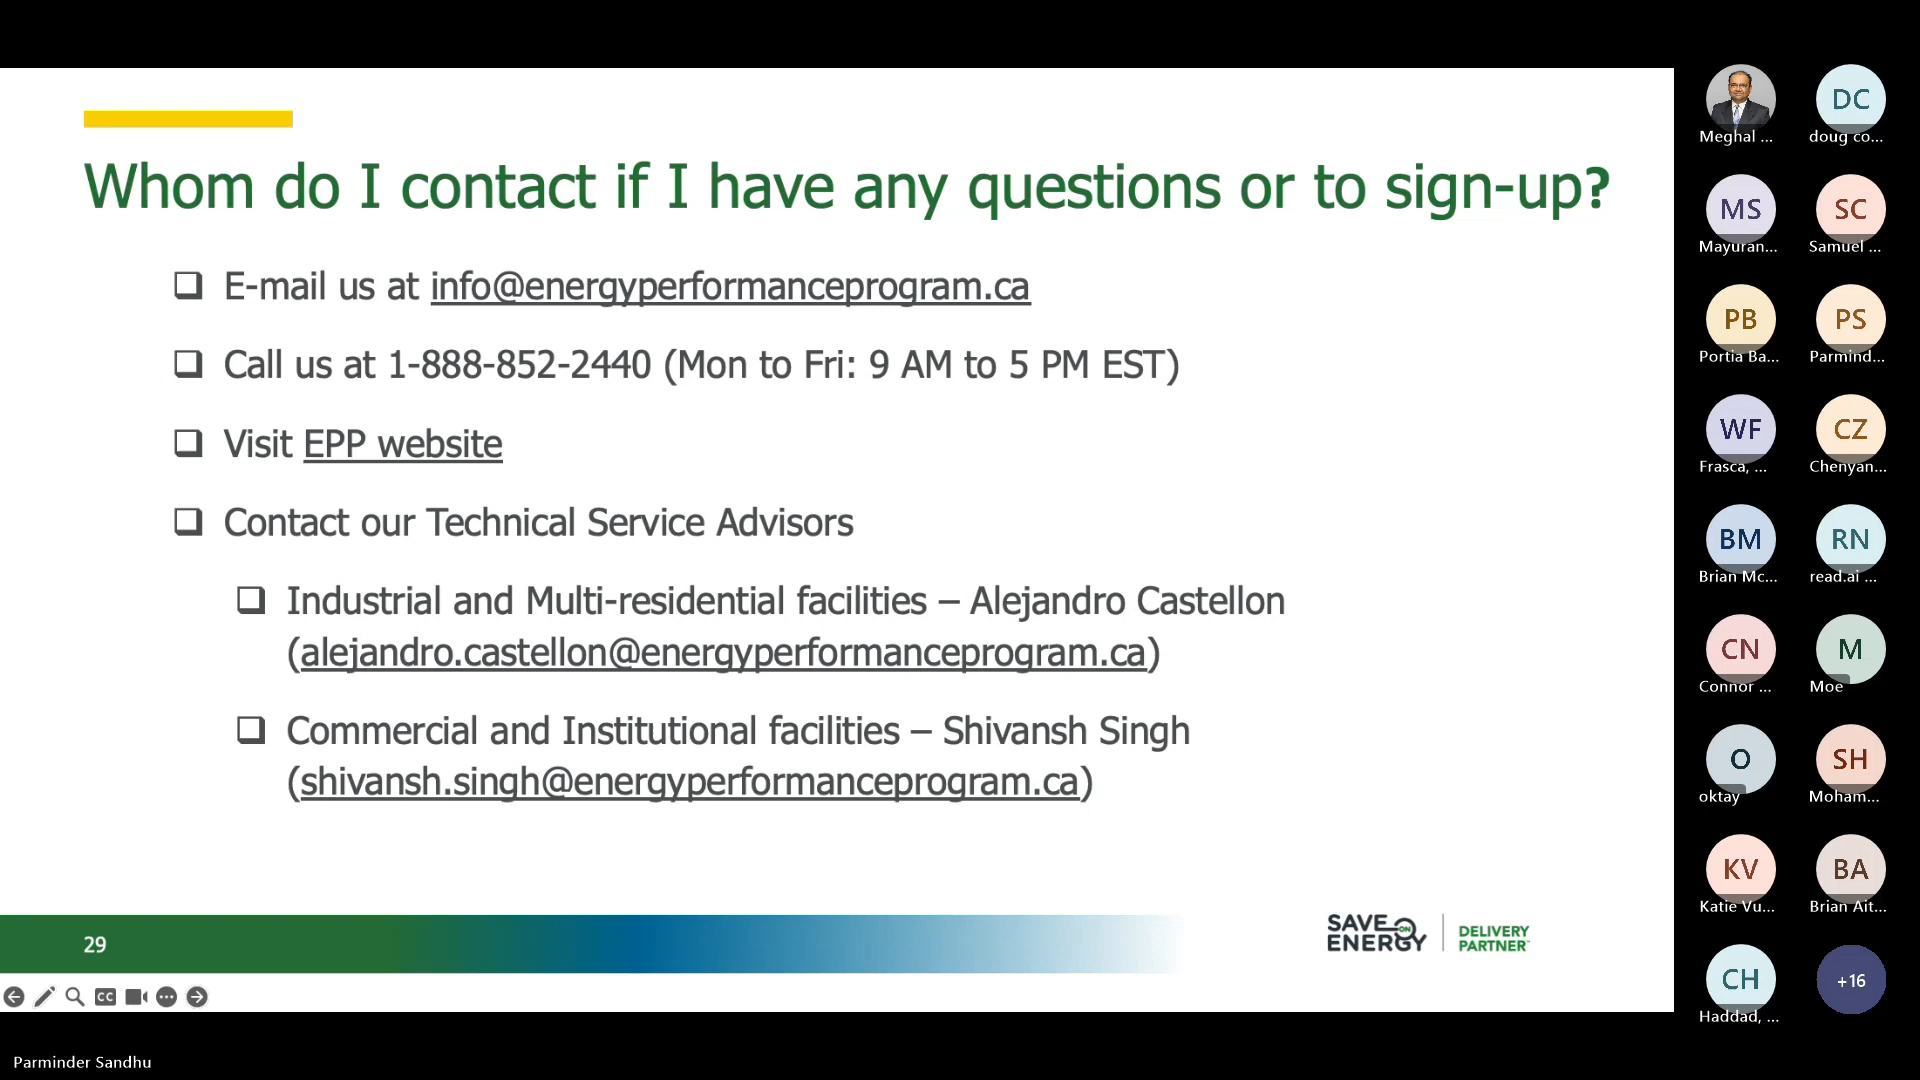 Whom do I contact if I have any questions or to sign-up?
❑ E-mail us at info@energyperformanceprogram.ca
❑ Call us at 1-888-852-2440 (Mon to Fri: 9 AM to 5 PM EST)
❑ Visit EPP website
❑ Contact our Technical Service Advisors
❑ Industrial and Multi-residential facilities – Alejandro Castellon
(alejandro.castellon@energyperformanceprogram.ca)
❑ Commercial and Institutional facilities – Shivansh Singh
(shivansh.singh@energyperformanceprogram.ca)
29
SAVE ON
ENERGY
DELIVERY
PARTNER™
CC
Parminder Sandhu
Meghal ...
DC
doug co...
MS
Mayuran...
SC
Samuel ...
PB
Portia Ba...
PS
Parmind...
WF
Frasca, ...
CZ
Chenyan...
BM
Brian Mc...
RN
read.ai ...
CN
Connor ...
M
Moe
O
oktay
SH
Moham...
KV
Katie Vu...
BA
Brian Ait...
CH
Haddad, ...
+16